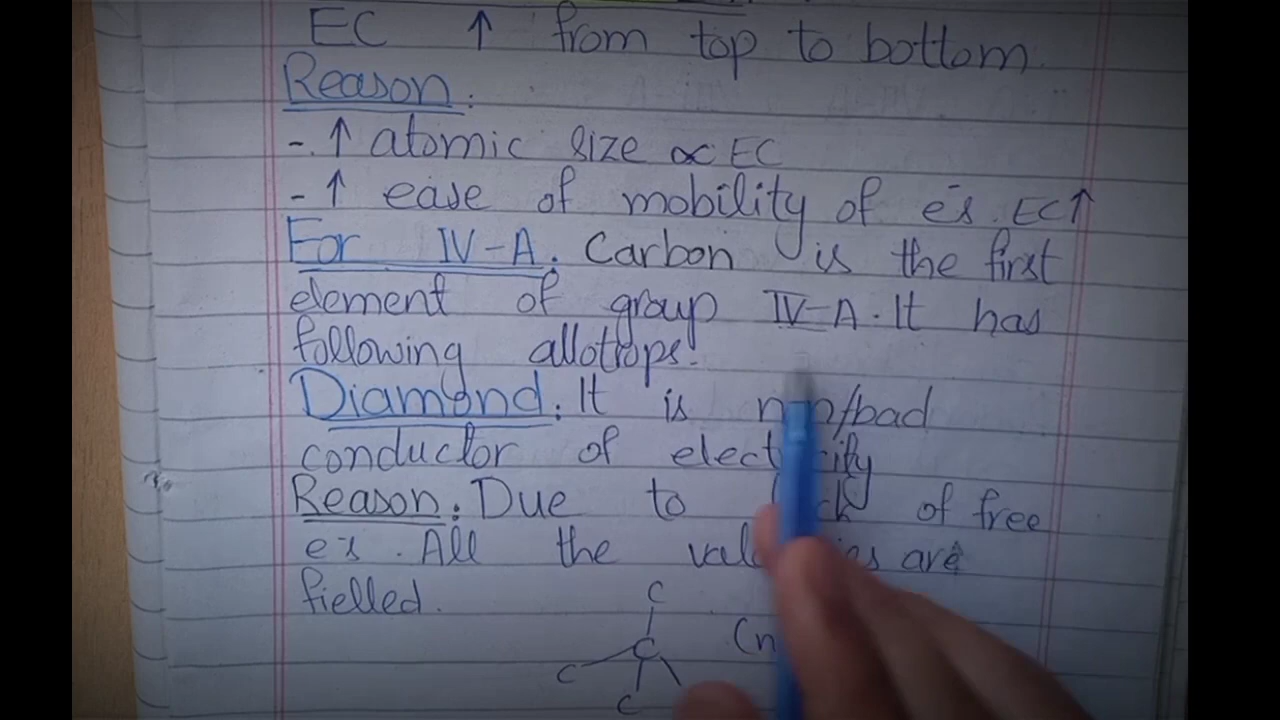 EC ↑ from top to bottom.
Reason.
- ↑ atomic size ∝ EC
- ↑ ease of mobility of e's. EC↑
For IV-A. Carbon is the first
element of group IV-A. It has
following allotrops.
Diamond. It is non/bad
conductor of
Reason. Due to of free
e's. All the are
fielled.
C
C
C
C